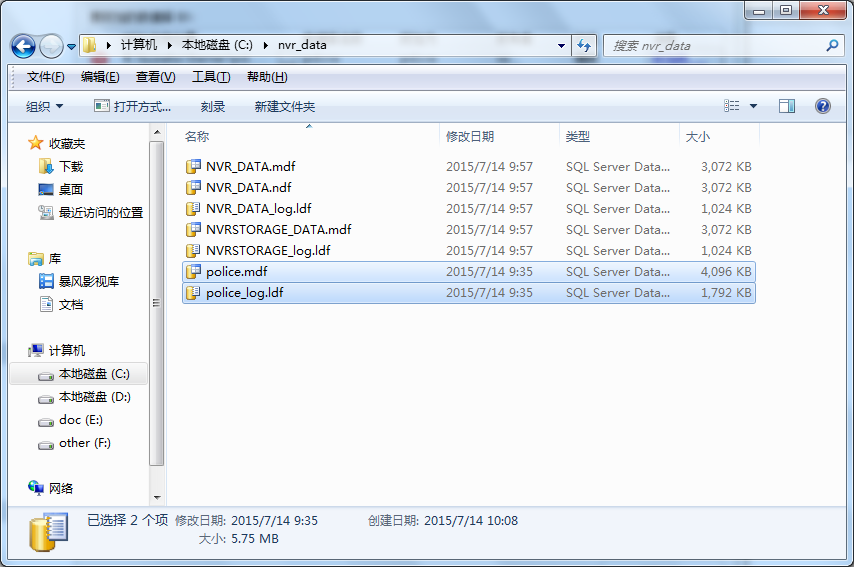 计算机 本地磁盘 (C:) nvr_data 搜索 nvr_data
文件(F) 编辑(E) 查看(V) 工具(T) 帮助(H)
组织 打开方式... 刻录 新建文件夹
收藏夹
下载
桌面
最近访问的位置
库
暴风影视库
文档
计算机
本地磁盘 (C:)
本地磁盘 (D:)
doc (E:)
other (F:)
网络
名称 修改日期 类型 大小
NVR_DATA.mdf 2015/7/14 9:57 SQL Server Data... 3,072 KB
NVR_DATA.ndf 2015/7/14 9:57 SQL Server Data... 3,072 KB
NVR_DATA_log.ldf 2015/7/14 9:57 SQL Server Data... 1,024 KB
NVRSTORAGE_DATA.mdf 2015/7/14 9:57 SQL Server Data... 3,072 KB
NVRSTORAGE_log.ldf 2015/7/14 9:57 SQL Server Data... 1,024 KB
police.mdf 2015/7/14 9:35 SQL Server Data... 4,096 KB
police_log.ldf 2015/7/14 9:35 SQL Server Data... 1,792 KB
已选择 2 个项 修改日期: 2015/7/14 9:35 创建日期: 2015/7/14 10:08
大小: 5.75 MB